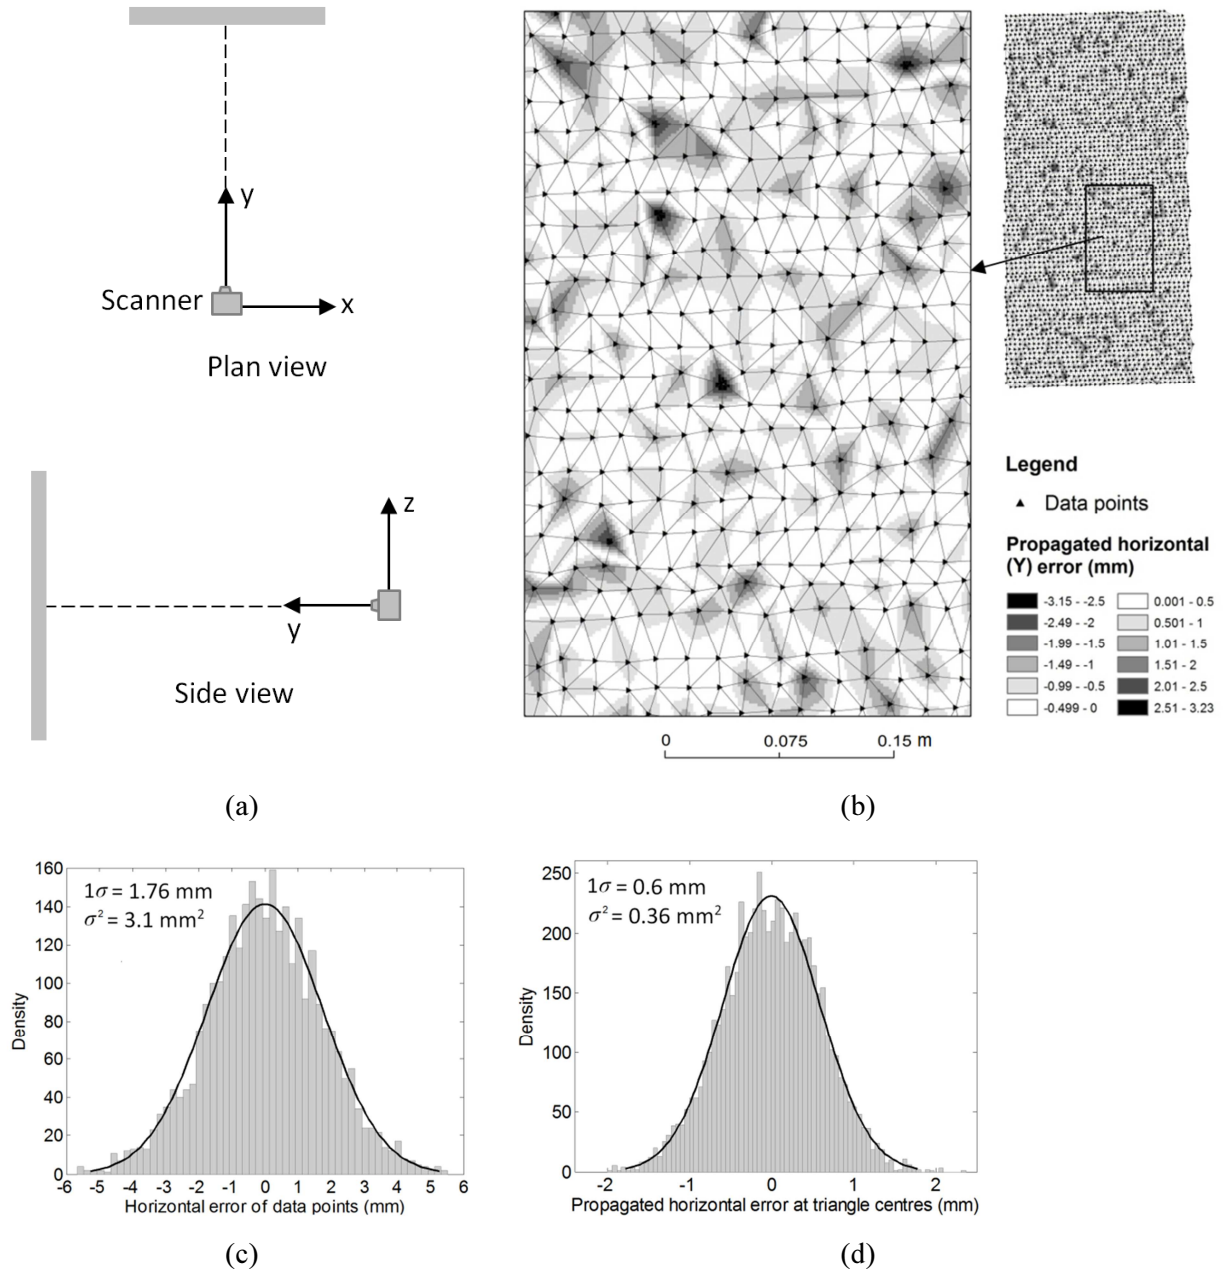 y
Scanner
x
Plan view
z
y
Side view
(a)
Legend
Data points
Propagated horizontal
(Y) error (mm)
-3.15 - -2.5 0.001 - 0.5
-2.49 - -2 0.501 - 1
-1.99 - -1.5 1.01 - 1.5
-1.49 - -1 1.51 - 2
-0.99 - -0.5 2.01 - 2.5
-0.499 - 0 2.51 - 3.23
0 0.075 0.15 m
(b)
160
140
120
100
80
60
40
20
0
Density
1σ = 1.76 mm
σ² = 3.1 mm²
-6 -5 -4 -3 -2 -1 0 1 2 3 4 5 6
Horizontal error of data points (mm)
(c)
250
200
150
100
50
0
Density
1σ = 0.6 mm
σ² = 0.36 mm²
-2 -1 0 1 2
Propagated horizontal error at triangle centres (mm)
(d)